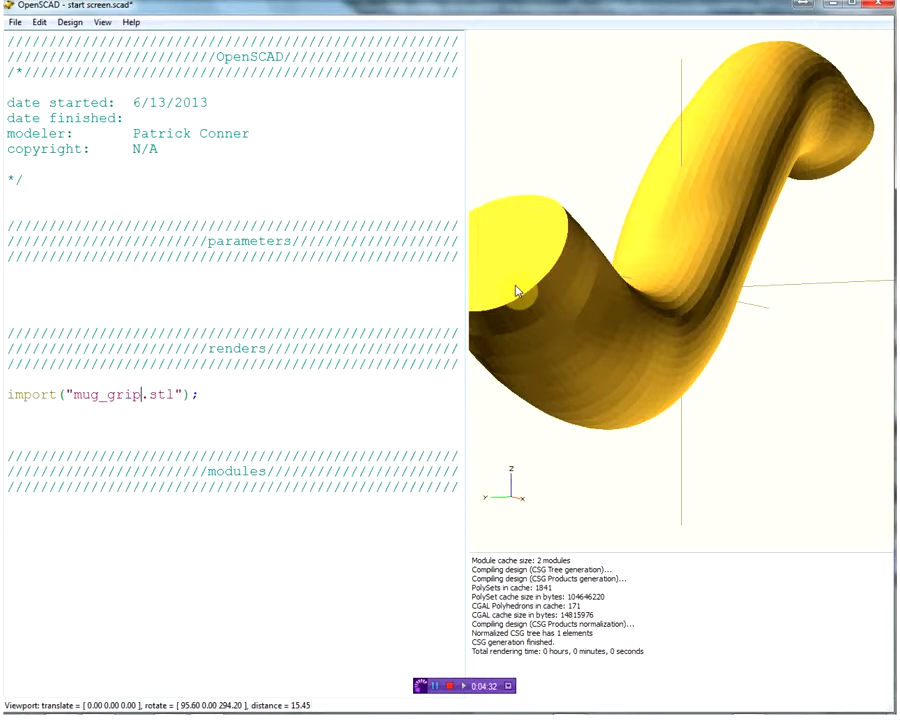 OpenSCAD - start screen.scad*
File Edit Design View Help
//////////////////////////////////////////////////////
/////////////////////////OpenSCAD/////////////////////
/*////////////////////////////////////////////////////
date started: 6/13/2013
date finished:
modeler: Patrick Conner
copyright: N/A
*/
//////////////////////////////////////////////////////
////////////////////////parameters////////////////////
//////////////////////////////////////////////////////
//////////////////////////////////////////////////////
////////////////////////renders///////////////////////
//////////////////////////////////////////////////////
import("mug_grip.stl");
//////////////////////////////////////////////////////
////////////////////////modules///////////////////////
//////////////////////////////////////////////////////
Z
Y
X
Module cache size: 2 modules
Compiling design (CSG Tree generation)...
Compiling design (CSG Products generation)...
PolySets in cache: 1841
PolySet cache size in bytes: 104646220
CGAL Polyhedrons in cache: 171
CGAL cache size in bytes: 14815976
Compiling design (CSG Products normalization)...
Normalized CSG tree has 1 elements
CSG generation finished.
Total rendering time: 0 hours, 0 minutes, 0 seconds
0:04:32
Viewport: translate = [ 0.00 0.00 0.00 ], rotate = [ 95.60 0.00 294.20 ], distance = 15.45